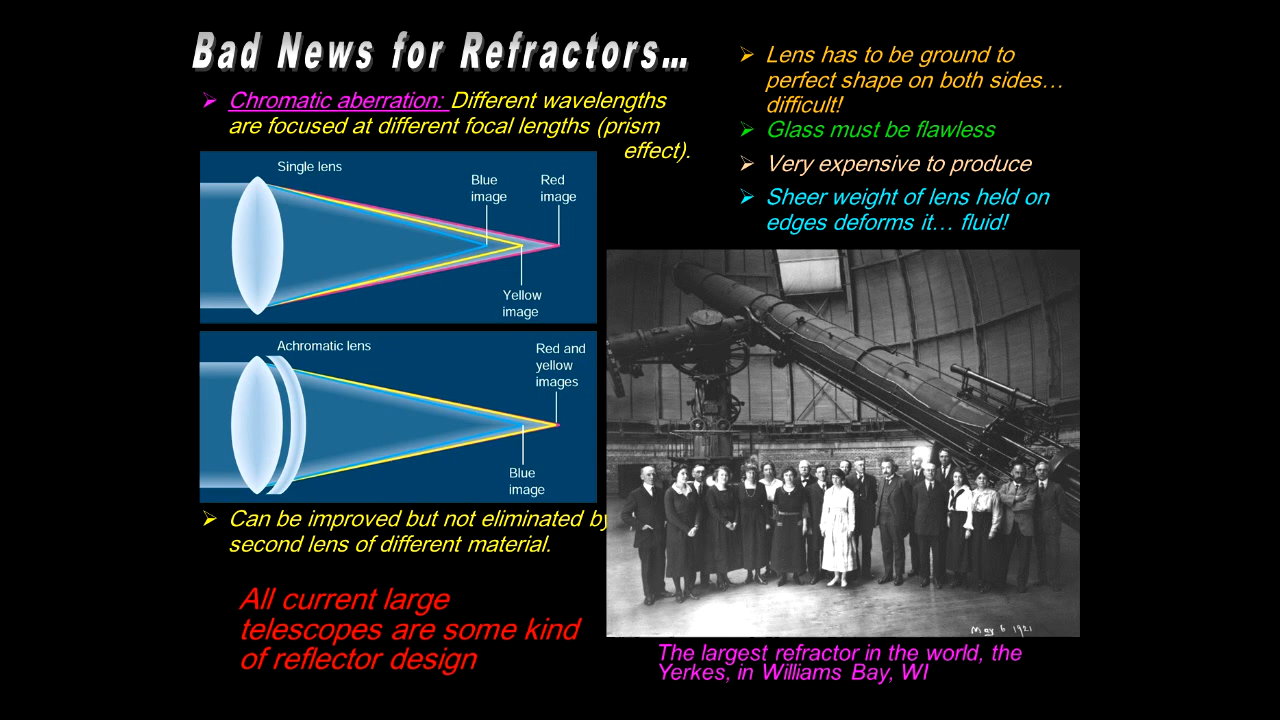 Bad News for Refractors...
Chromatic aberration: Different wavelengths
are focused at different focal lengths (prism
effect).
Single lens
Blue
image
Red
image
Yellow
image
Achromatic lens
Red and
yellow
images
Blue
image
Can be improved but not eliminated by
second lens of different material.
All current large
telescopes are some kind
of reflector design
Lens has to be ground to
perfect shape on both sides…
difficult!
Glass must be flawless
Very expensive to produce
Sheer weight of lens held on
edges deforms it… fluid!
May 6 1921
The largest refractor in the world, the
Yerkes, in Williams Bay, WI